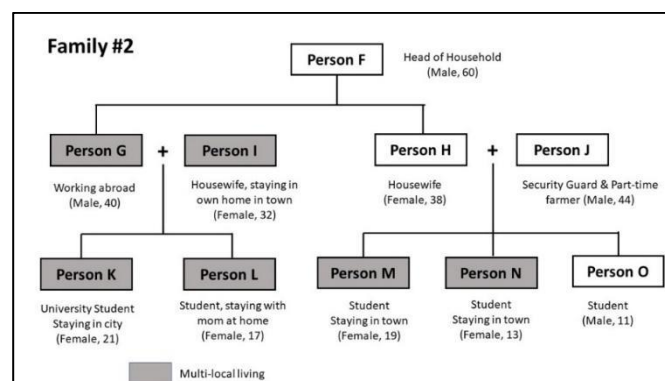 Family #2
Person F
Head of Household
(Male, 60)
Person G
+
Person I
Person H
+
Person J
Working abroad
(Male, 40)
Housewife, staying in
own home in town
(Female, 32)
Housewife
(Female, 38)
Security Guard & Part-time
farmer (Male, 44)
Person K
Person L
Person M
Person N
Person O
University Student
Staying in city
(Female, 21)
Student, staying with
mom at home
(Female, 17)
Student
Staying in town
(Female, 19)
Student
Staying in town
(Female, 13)
Student
(Male, 11)
Multi-local living